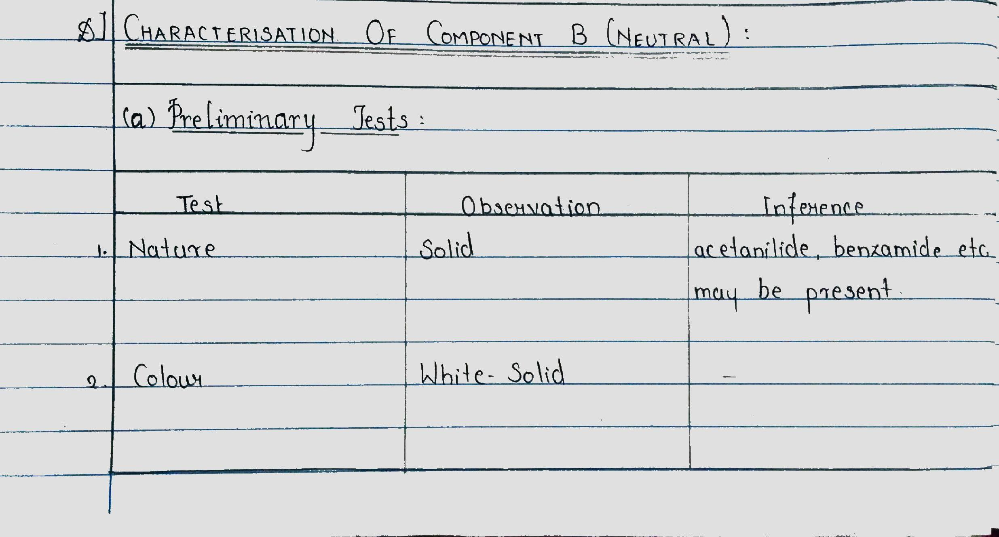 CHARACTERISATION OF COMPONENT B (NEUTRAL) :
(a) Preliminary Tests :
Test Observation Inference
1. Nature Solid acetanilide, benzamide etc
may be present.
2. Colour White - Solid -